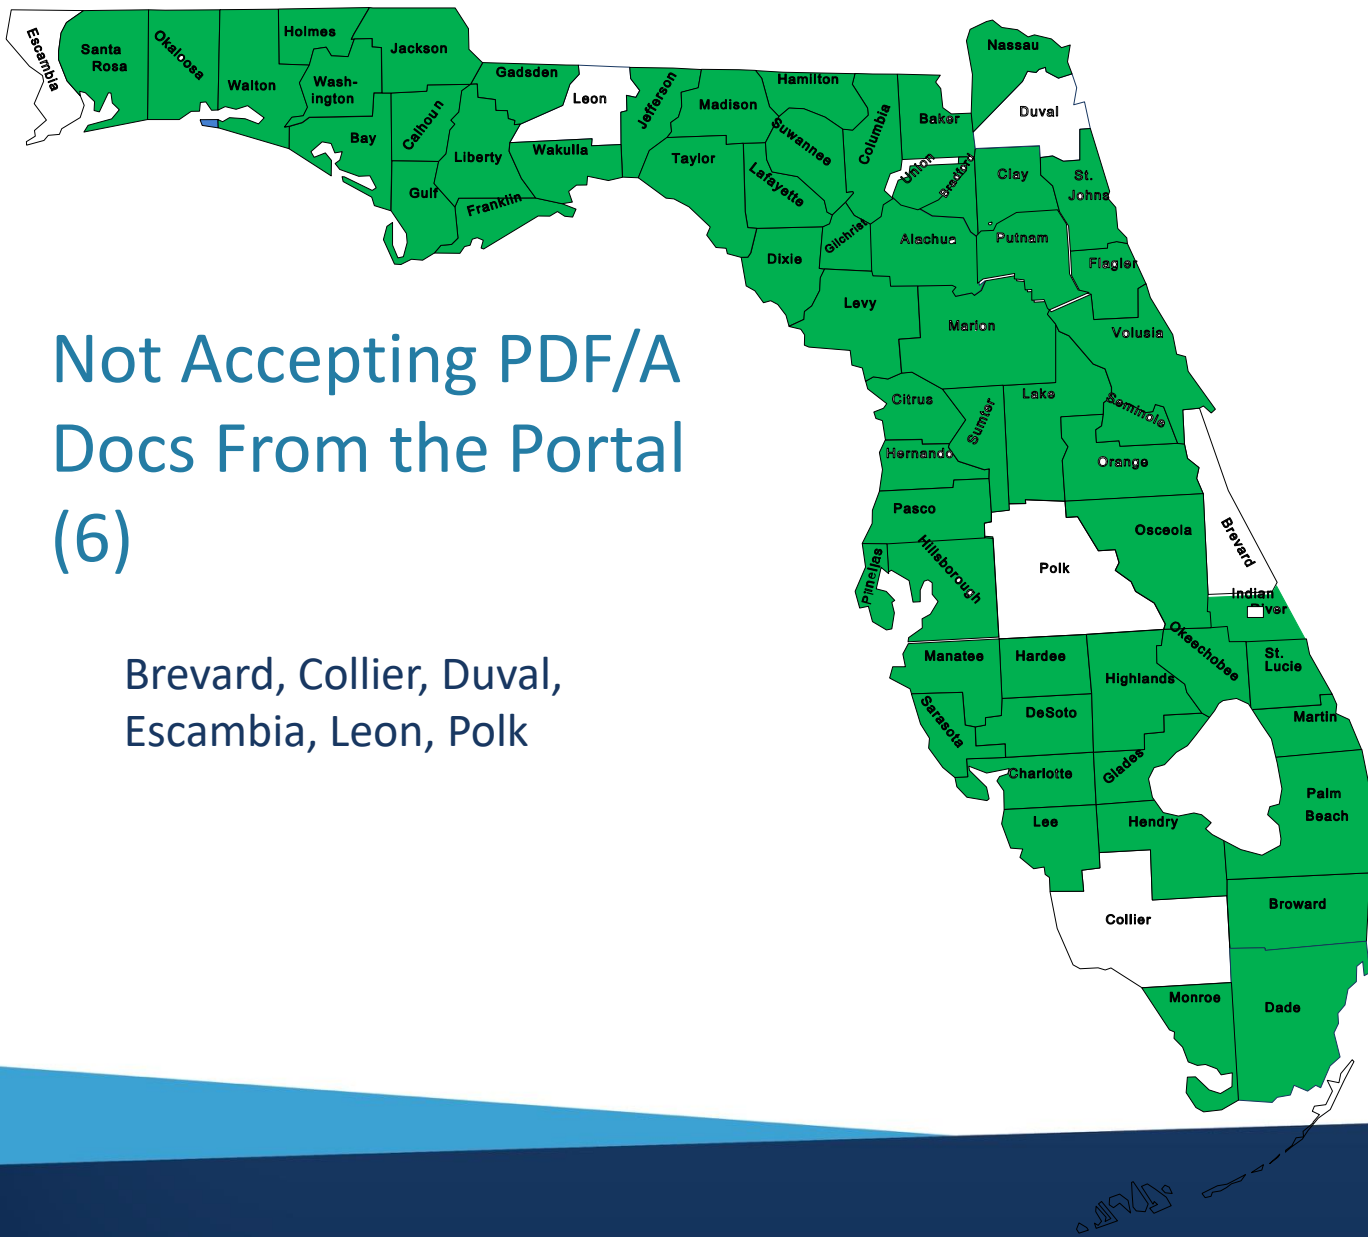 Escambia
Santa
Rosa
Okaloosa
Walton
Holmes
Wash-
ington
Jackson
Bay
Calhoun
Gulf
Liberty
Gadsden
Franklin
Leon
Wakulla
Jefferson
Madison
Taylor
Hamilton
Suwannee
Lafayette
Columbia
Dixie
Gilchrist
Baker
Union
Bradford
Nassau
Duval
Clay
St.
Johns
Alachua
Putnam
Flagler
Levy
Marion
Volusia
Not Accepting PDF/A
Docs From the Portal
(6)
Citrus
Sumter
Lake
Seminole
Hernando
Orange
Pasco
Osceola
Brevard
Pinellas
Hillsborough
Polk
Indian
River
Brevard, Collier, Duval,
Escambia, Leon, Polk
Manatee
Hardee
Highlands
Okeechobee
St.
Lucie
Sarasota
DeSoto
Martin
Charlotte
Glades
Palm
Beach
Lee
Hendry
Collier
Broward
Monroe
Dade